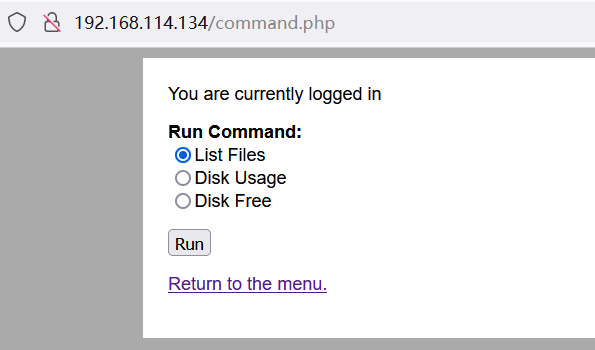 192.168.114.134/command.php
You are currently logged in
Run Command:
List Files
Disk Usage
Disk Free
Run
Return to the menu.